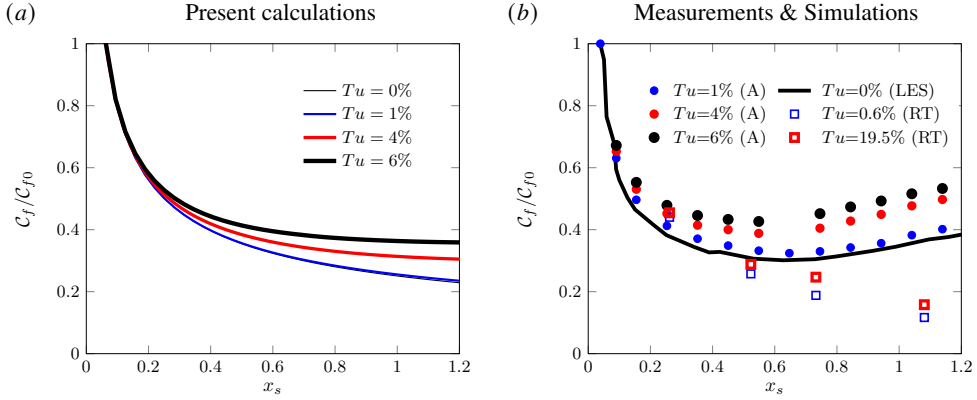 (a) Present calculations
1
0.8
0.6
0.4
0.2
0
C_f/C_f0
Tu = 0%
Tu = 1%
Tu = 4%
Tu = 6%
0 0.2 0.4 0.6 0.8 1 1.2
x_s
(b) Measurements & Simulations
1
0.8
0.6
0.4
0.2
0
C_f/C_f0
Tu=1% (A) Tu=0% (LES)
Tu=4% (A) Tu=0.6% (RT)
Tu=6% (A) Tu=19.5% (RT)
0 0.2 0.4 0.6 0.8 1 1.2
x_s